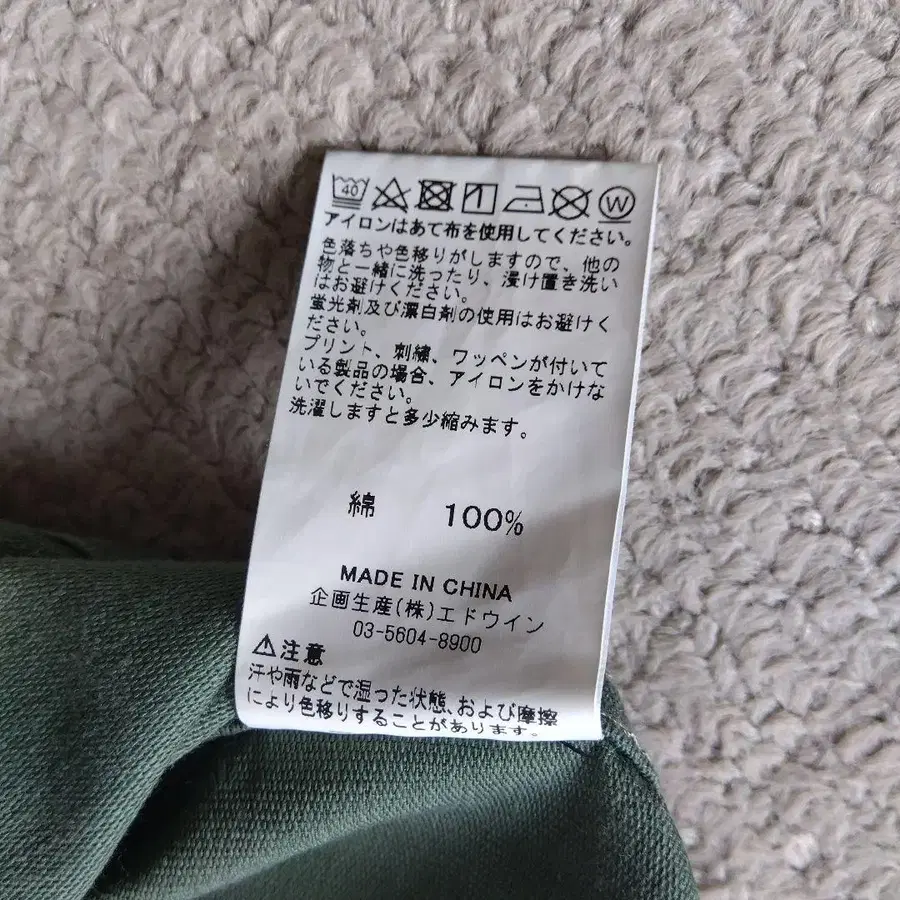 40 W
アイロンはあて布を使用してください。
色落ちや色移りがしますので、他の
物と一緒に洗ったり、浸け置き洗い
はお避けください。
蛍光剤及び漂白剤の使用はお避けく
ださい。
プリント、刺繍、ワッペンが付いて
いる製品の場合、アイロンをかけな
いでください。
洗濯しますと多少縮みます。
綿 100%
MADE IN CHINA
企画生産(株)エドウイン
03-5604-8900
⚠注意
汗や雨などで湿った状態、および摩擦
により色移りすることがあります。